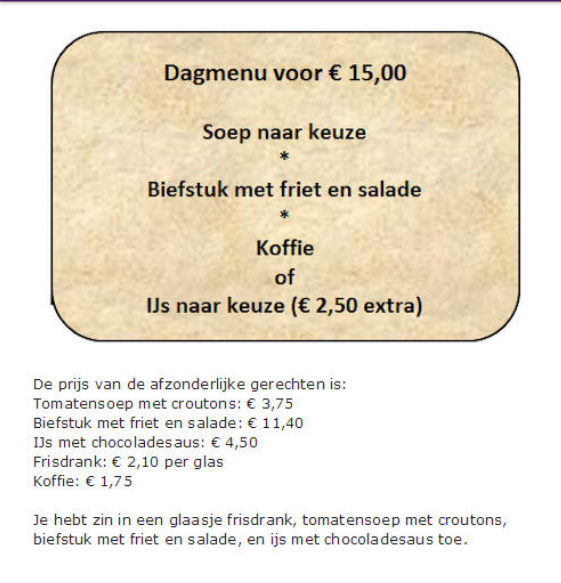 Dagmenu voor € 15,00
Soep naar keuze
*
Biefstuk met friet en salade
*
Koffie
of
IJs naar keuze (€ 2,50 extra)
De prijs van de afzonderlijke gerechten is:
Tomatensoep met croutons: € 3,75
Biefstuk met friet en salade: € 11,40
IJs met chocoladesaus: € 4,50
Frisdrank: € 2,10 per glas
Koffie: € 1,75
Je hebt zin in een glaasje frisdrank, tomatensoep met croutons,
biefstuk met friet en salade, en ijs met chocoladesaus toe.